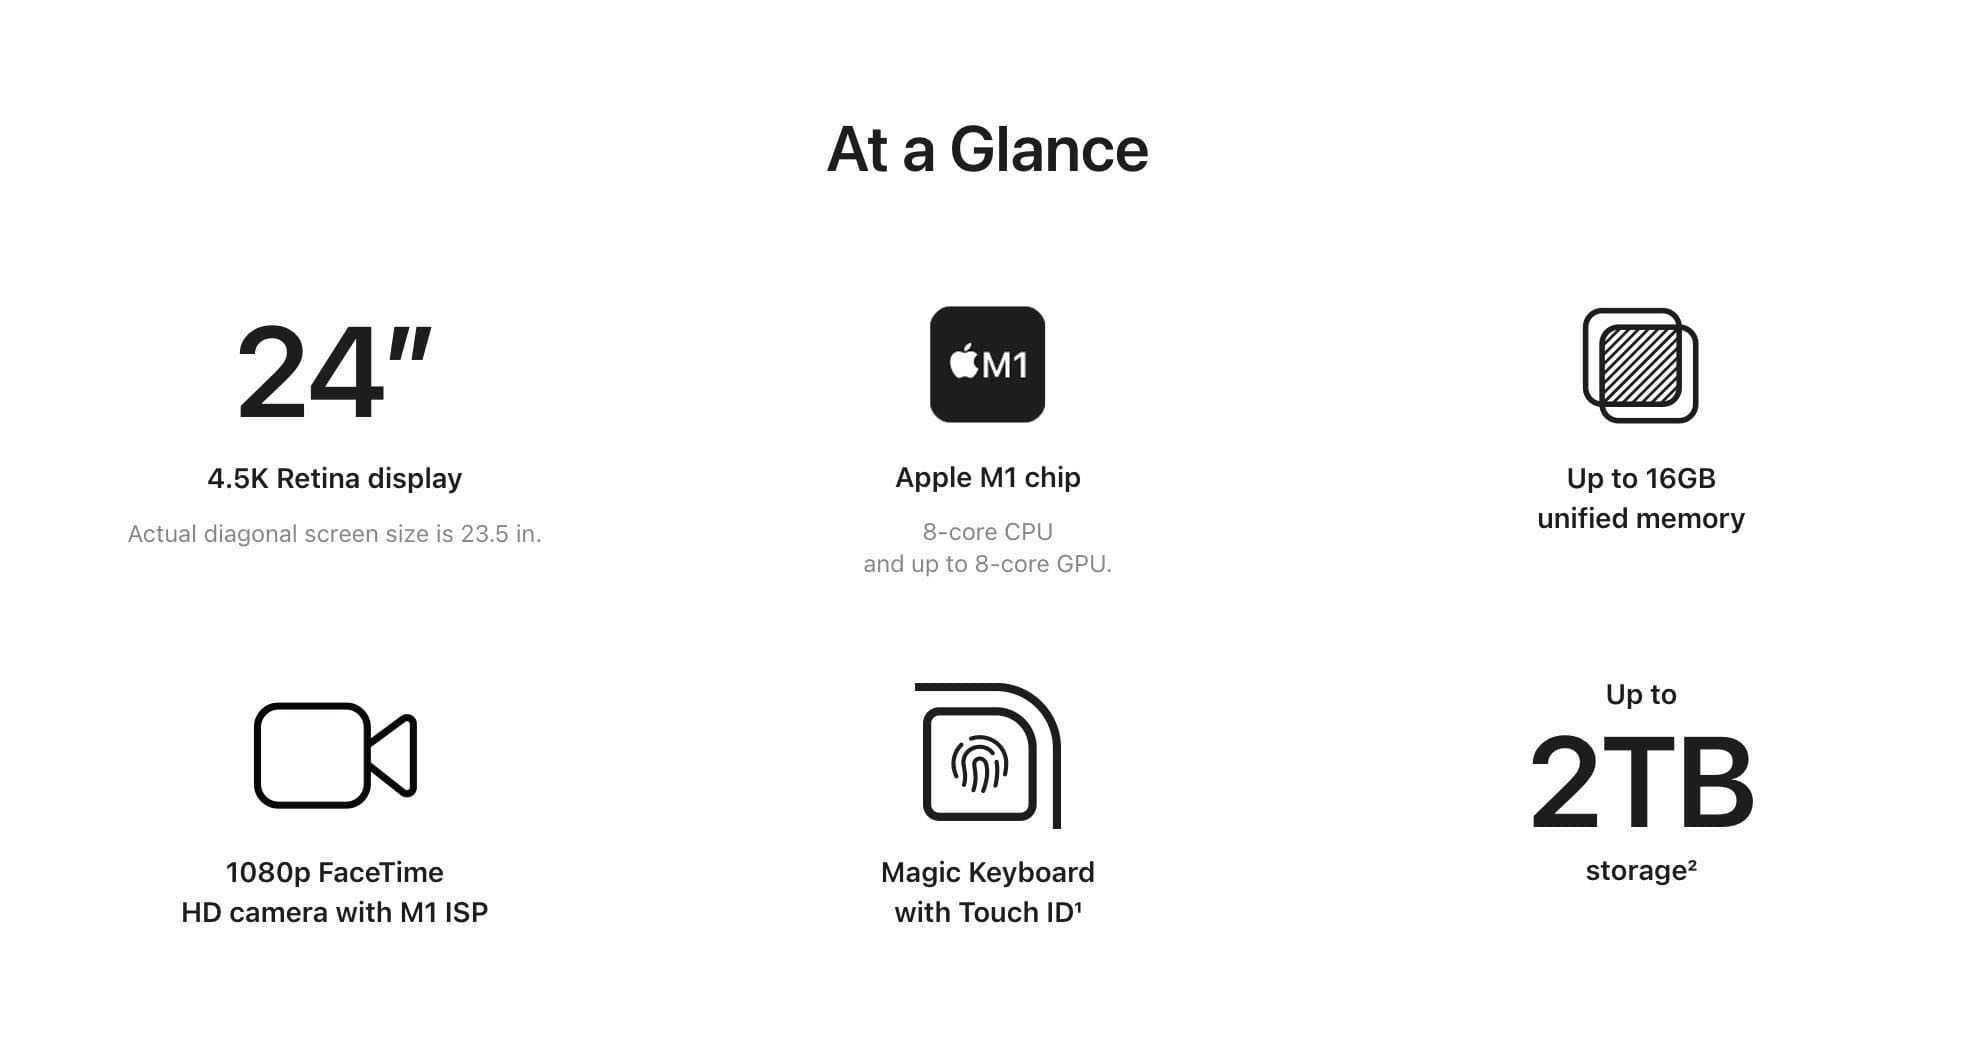 At a Glance
24″
4.5K Retina display
Actual diagonal screen size is 23.5 in.
M1
Apple M1 chip
8-core CPU
and up to 8-core GPU.
Up to 16GB
unified memory
1080p FaceTime
HD camera with M1 ISP
Magic Keyboard
with Touch ID¹
Up to
2TB
storage²